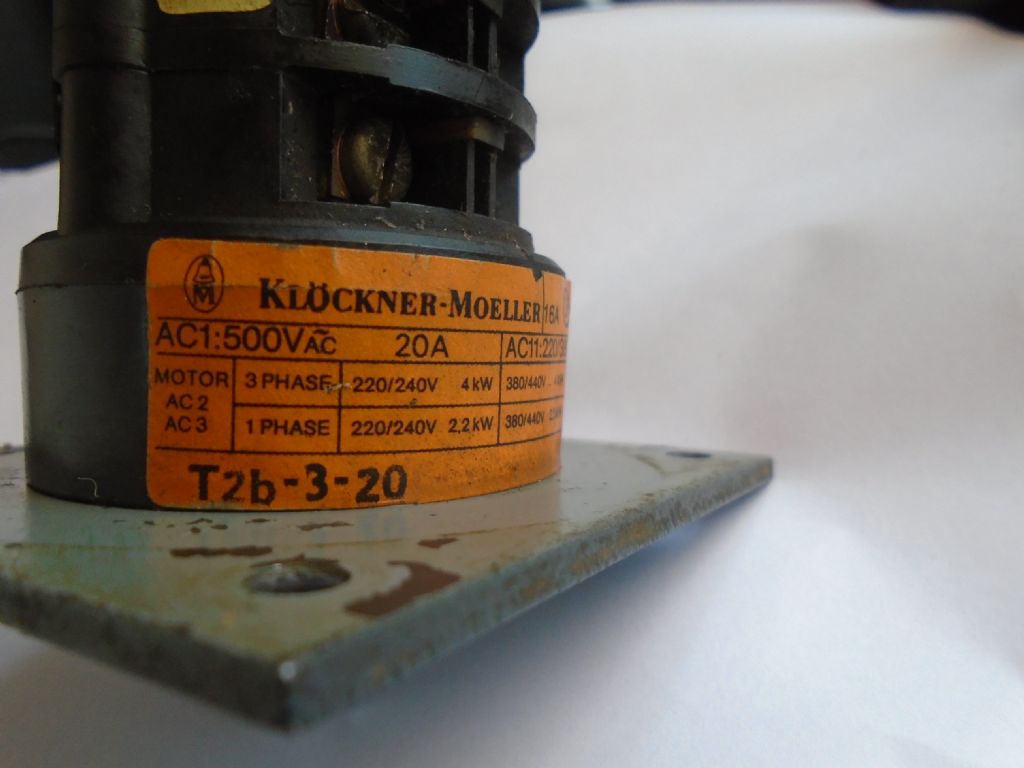 KLÖCKNER-MOELLER 16A
AC1:500V~AC 20A AC11:220/3
MOTOR
AC 2
AC 3
3 PHASE 220/240V 4 kW 380/440V
1 PHASE 220/240V 2,2 kW 380/440V
T2b-3-20